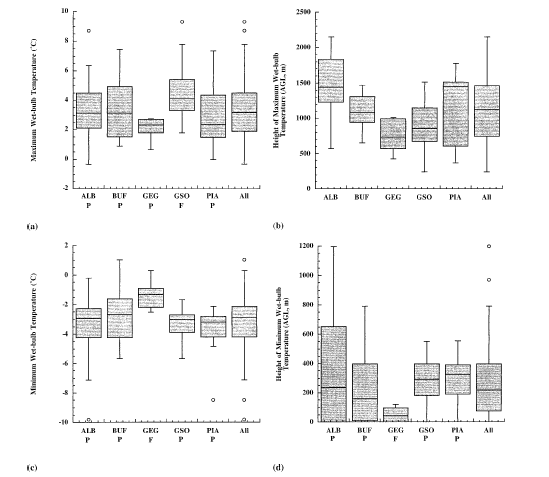 Maximum Wet-bulb Temperature (°C)
10
8
6
4
2
0
-2
ALB BUF GEG GSO PIA All
P P P F P
(a)
Height of Maximum Wet-bulb
Temperature (AGL, m)
2500
2000
1500
1000
500
0
ALB BUF GEG GSO PIA All
(b)
Minimum Wet-bulb Temperature (°C)
2
0
-2
-4
-6
-8
-10
ALB BUF GEG GSO PIA All
P P F P P
(c)
Height of Minimum Wet-bulb
Temperature (AGL, m)
1200
1000
800
600
400
200
0
ALB BUF GEG GSO PIA All
P P F P P
(d)